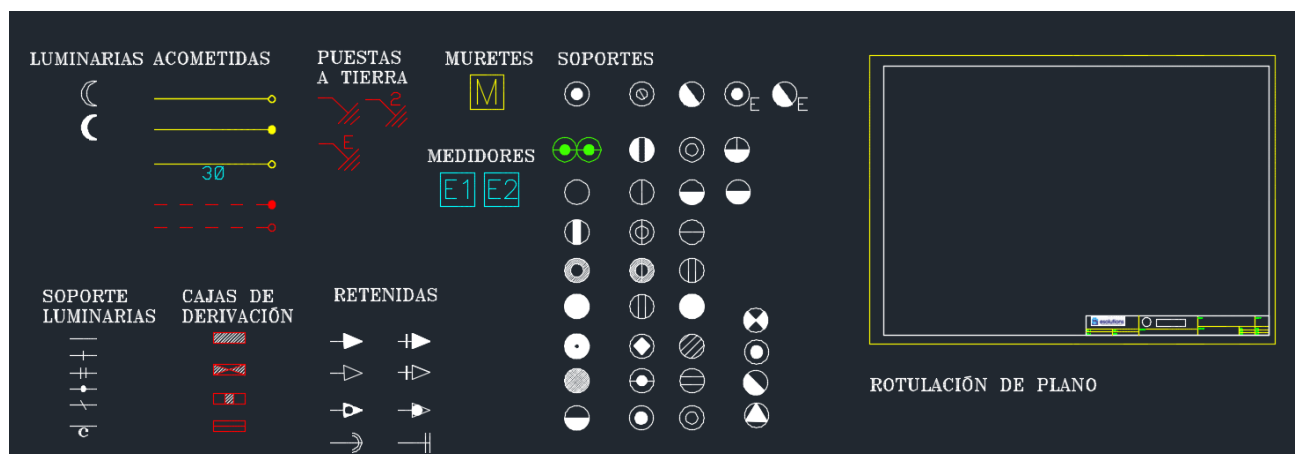 LUMINARIAS
ACOMETIDAS
30
PUESTAS
A TIERRA
2
E
MURETES
M
MEDIDORES
E1 E2
SOPORTES
E
E
SOPORTE
LUMINARIAS
c
CAJAS DE
DERIVACIÓN
RETENIDAS
ROTULACIÓN DE PLANO